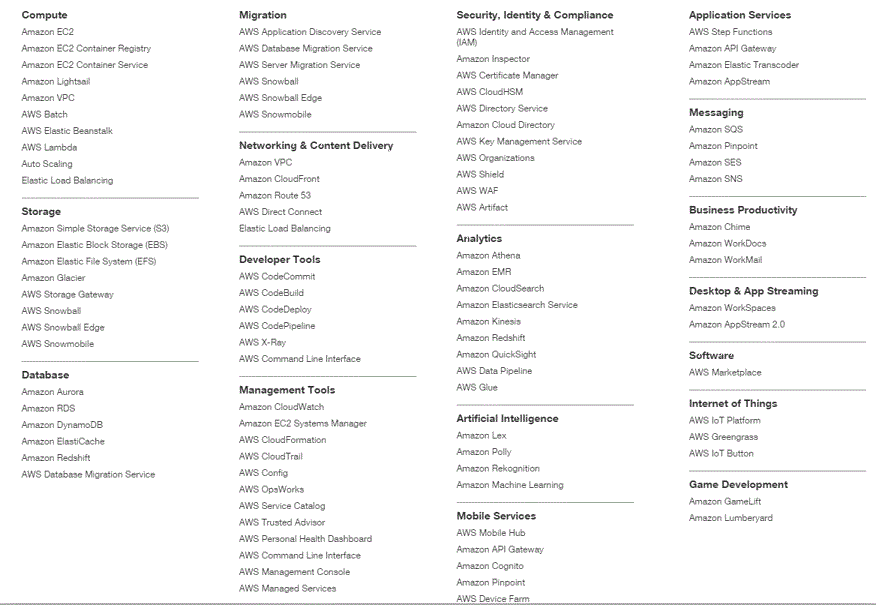 Compute
Amazon EC2
Amazon EC2 Container Registry
Amazon EC2 Container Service
Amazon Lightsail
Amazon VPC
AWS Batch
AWS Elastic Beanstalk
AWS Lambda
Auto Scaling
Elastic Load Balancing
Storage
Amazon Simple Storage Service (S3)
Amazon Elastic Block Storage (EBS)
Amazon Elastic File System (EFS)
Amazon Glacier
AWS Storage Gateway
AWS Snowball
AWS Snowball Edge
AWS Snowmobile
Database
Amazon Aurora
Amazon RDS
Amazon DynamoDB
Amazon ElastiCache
Amazon Redshift
AWS Database Migration Service
Migration
AWS Application Discovery Service
AWS Database Migration Service
AWS Server Migration Service
AWS Snowball
AWS Snowball Edge
AWS Snowmobile
Networking & Content Delivery
Amazon VPC
Amazon CloudFront
Amazon Route 53
AWS Direct Connect
Elastic Load Balancing
Developer Tools
AWS CodeCommit
AWS CodeBuild
AWS CodeDeploy
AWS CodePipeline
AWS X-Ray
AWS Command Line Interface
Management Tools
Amazon CloudWatch
Amazon EC2 Systems Manager
AWS CloudFormation
AWS CloudTrail
AWS Config
AWS OpsWorks
AWS Service Catalog
AWS Trusted Advisor
AWS Personal Health Dashboard
AWS Command Line Interface
AWS Management Console
AWS Managed Services
Security, Identity & Compliance
AWS Identity and Access Management
(IAM)
Amazon Inspector
AWS Certificate Manager
AWS CloudHSM
AWS Directory Service
Amazon Cloud Directory
AWS Key Management Service
AWS Organizations
AWS Shield
AWS WAF
AWS Artifact
Analytics
Amazon Athena
Amazon EMR
Amazon CloudSearch
Amazon Elasticsearch Service
Amazon Kinesis
Amazon Redshift
Amazon QuickSight
AWS Data Pipeline
AWS Glue
Artificial Intelligence
Amazon Lex
Amazon Polly
Amazon Rekognition
Amazon Machine Learning
Mobile Services
AWS Mobile Hub
Amazon API Gateway
Amazon Cognito
Amazon Pinpoint
AWS Device Farm
Application Services
AWS Step Functions
Amazon API Gateway
Amazon Elastic Transcoder
Amazon AppStream
Messaging
Amazon SQS
Amazon Pinpoint
Amazon SES
Amazon SNS
Business Productivity
Amazon Chime
Amazon WorkDocs
Amazon WorkMail
Desktop & App Streaming
Amazon WorkSpaces
Amazon AppStream 2.0
Software
AWS Marketplace
Internet of Things
AWS IoT Platform
AWS Greengrass
AWS IoT Button
Game Development
Amazon GameLift
Amazon Lumberyard